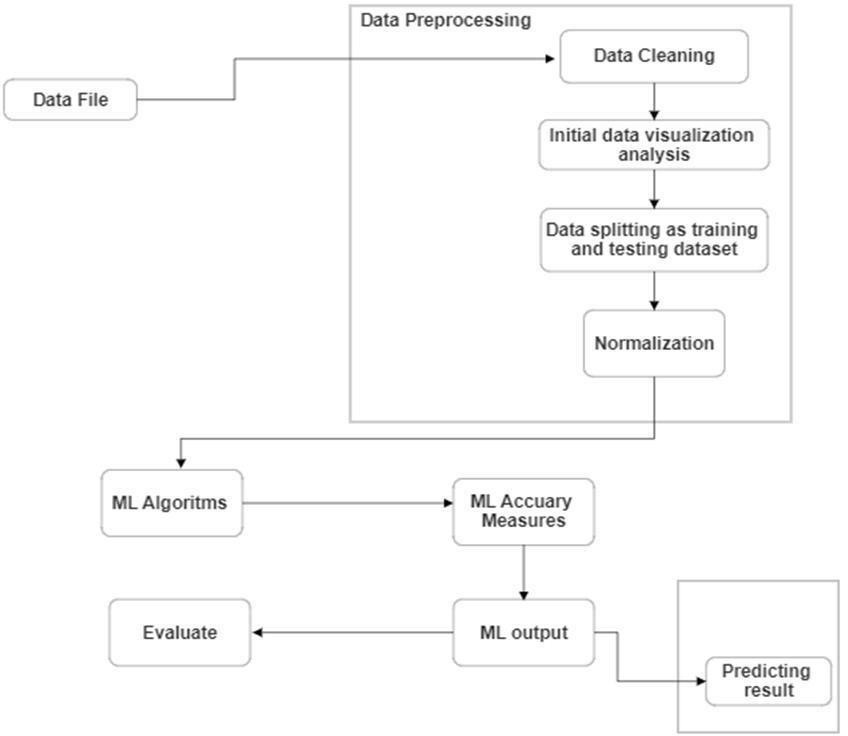 Data Preprocessing
Data Cleaning
Data File
Initial data visualization
analysis
Data splitting as training
and testing dataset
Normalization
ML Algoritms
ML Accuary
Measures
Evaluate
ML output
Predicting
result